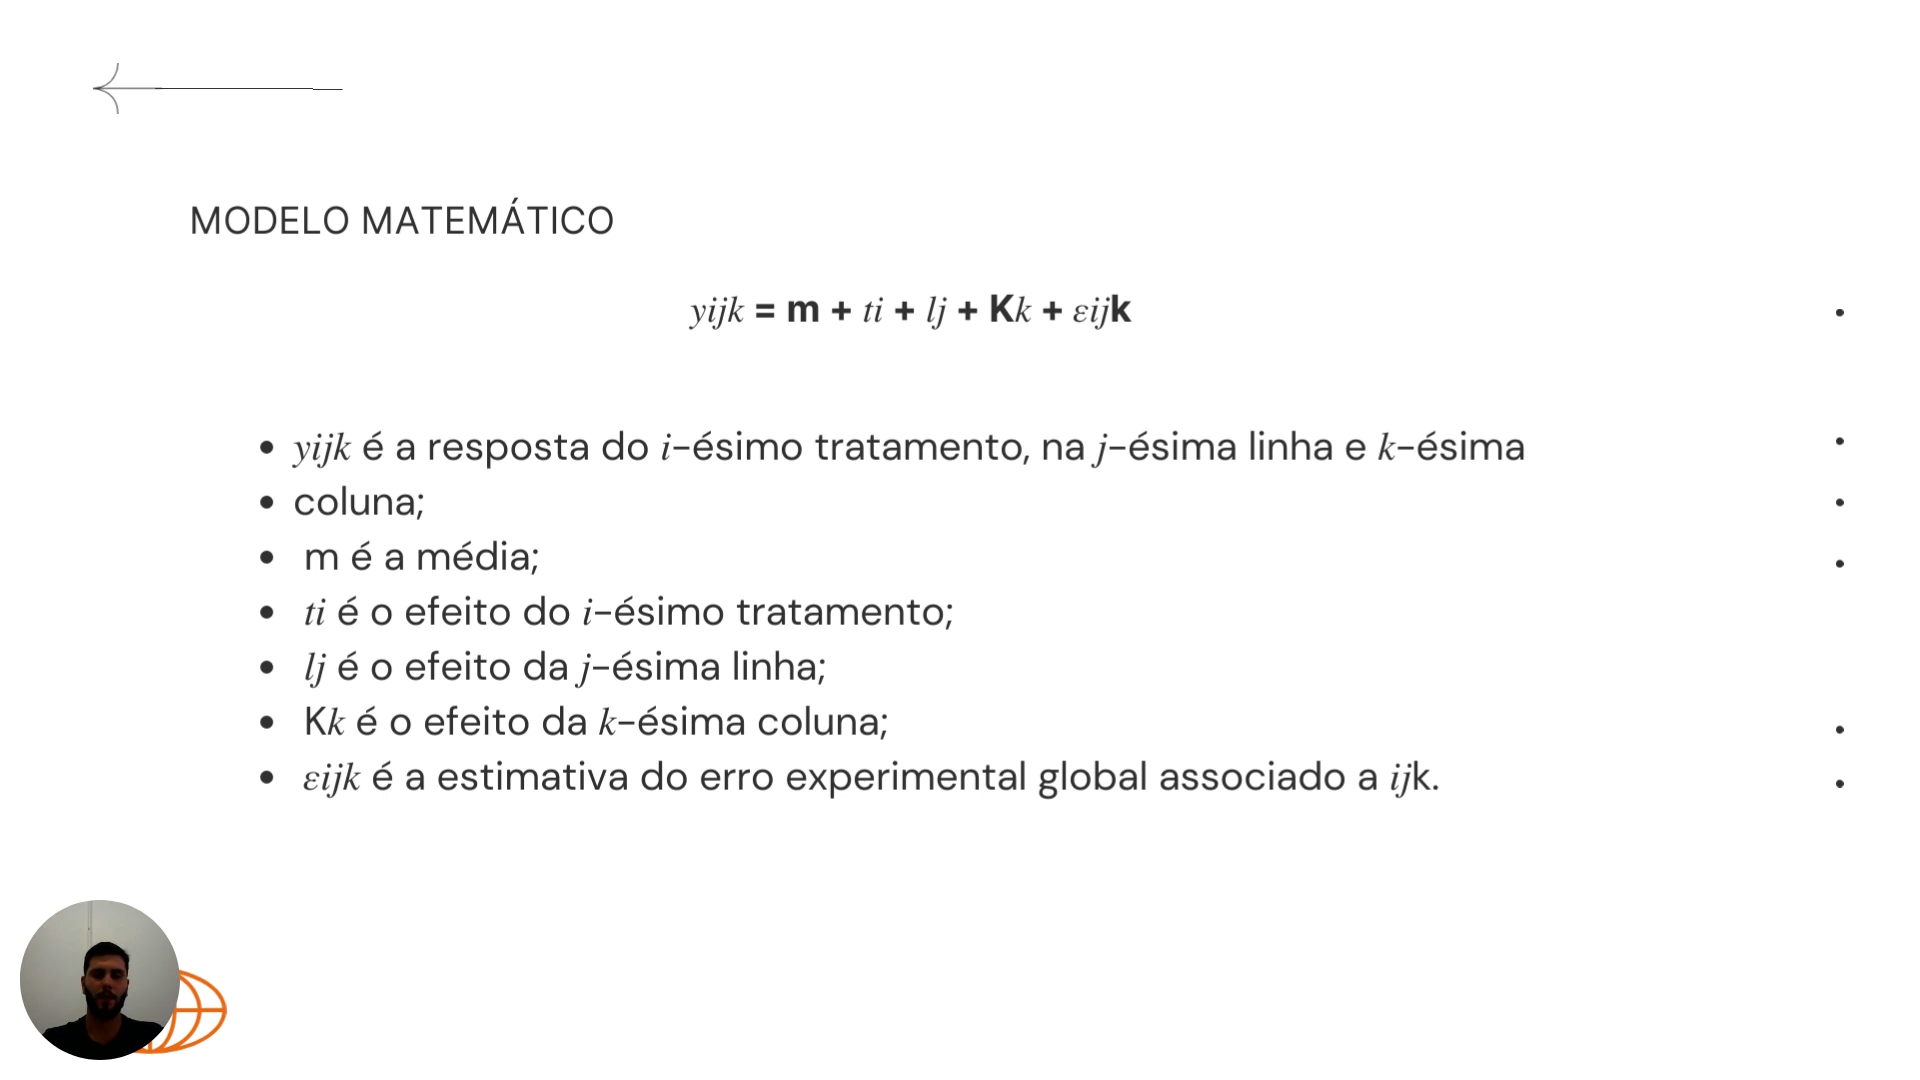 MODELO MATEMÁTICO
yijk = m + ti + lj + Kk + εijk
• yijk é a resposta do i-ésimo tratamento, na j-ésima linha e k-ésima
• coluna;
• m é a média;
• ti é o efeito do i-ésimo tratamento;
• lj é o efeito da j-ésima linha;
• Kk é o efeito da k-ésima coluna;
• εijk é a estimativa do erro experimental global associado a ijk.